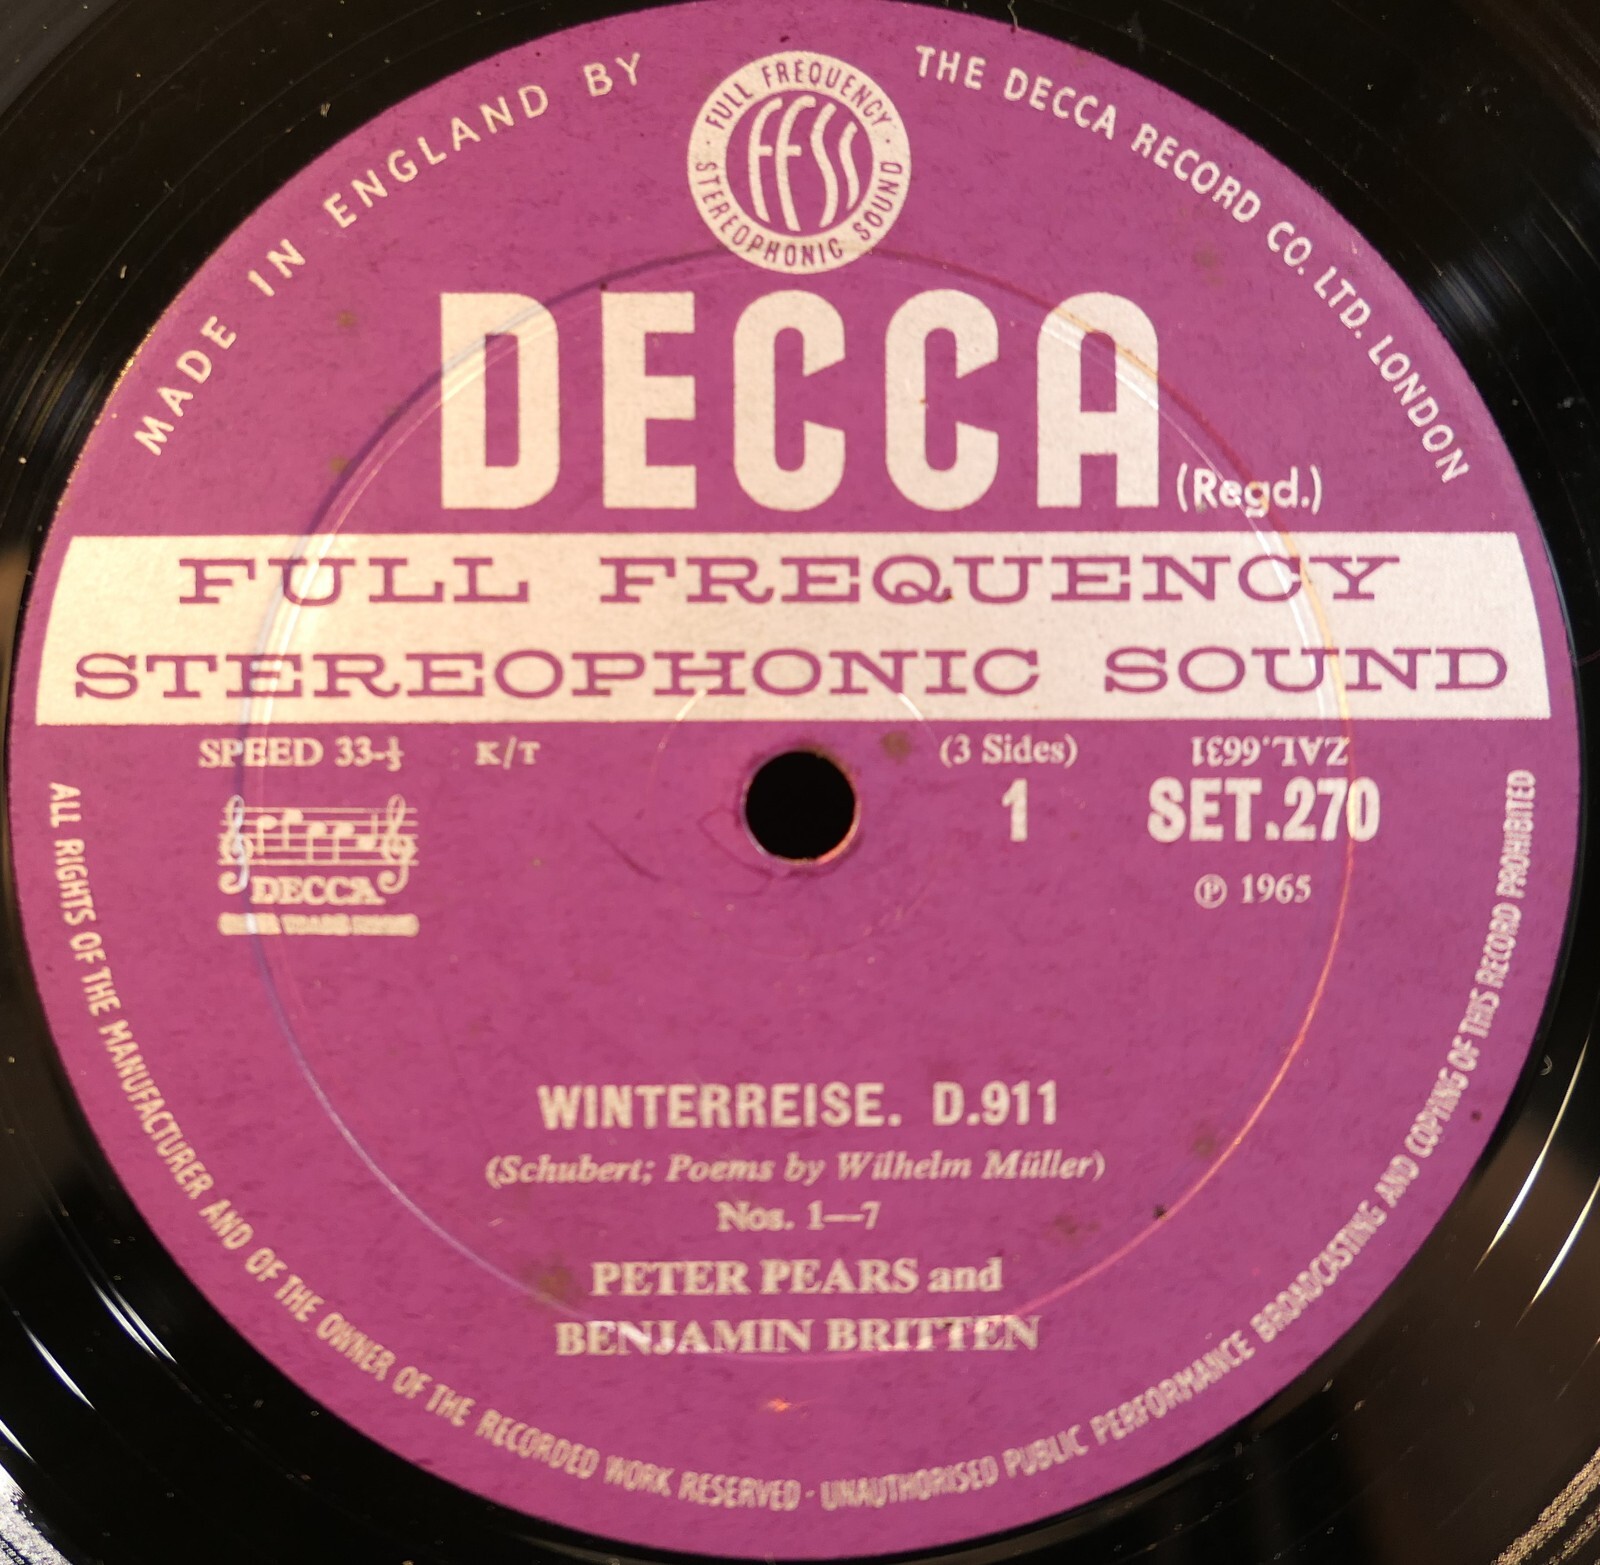 MADE IN ENGLAND BY
THE DECCA RECORD CO. LTD. LONDON
FULL FREQUENCY
ffss
STEREOPHONIC SOUND
DECCA (Regd.)
FULL FREQUENCY
STEREOPHONIC SOUND
SPEED 33-⅓ K/T (3 Sides) ZAL.6631
1 SET.270
DECCA
℗ 1965
WINTERREISE. D.911
(Schubert; Poems by Wilhelm Müller)
Nos. 1—7
PETER PEARS and
BENJAMIN BRITTEN
ALL RIGHTS OF THE MANUFACTURER AND OF THE OWNER OF THE RECORDED WORK RESERVED · UNAUTHORISED PUBLIC PERFORMANCE BROADCASTING AND COPYING OF THIS RECORD PROHIBITED